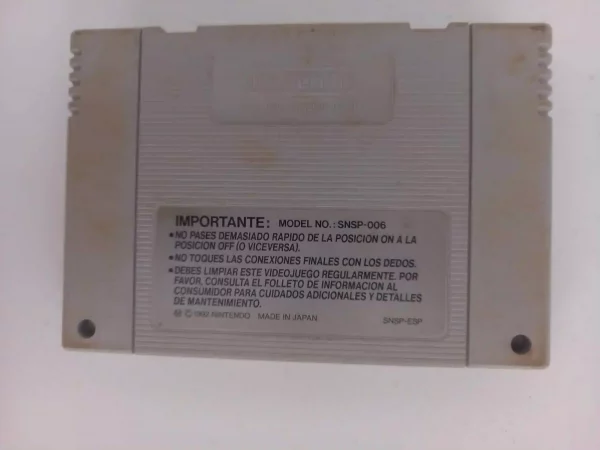 IMPORTANTE: MODEL NO.: SNSP-006
•NO PASES DEMASIADO RAPIDO DE LA POSICION ON A LA
POSICION OFF (O VICEVERSA).
•NO TOQUES LAS CONEXIONES FINALES CON LOS DEDOS.
•DEBES LIMPIAR ESTE VIDEOJUEGO REGULARMENTE. POR
FAVOR, CONSULTA EL FOLLETO DE INFORMACION AL
CONSUMIDOR PARA CUIDADOS ADICIONALES Y DETALLES
DE MANTENIMIENTO.
Ⓜ © 1992 NINTENDO MADE IN JAPAN SNSP-ESP